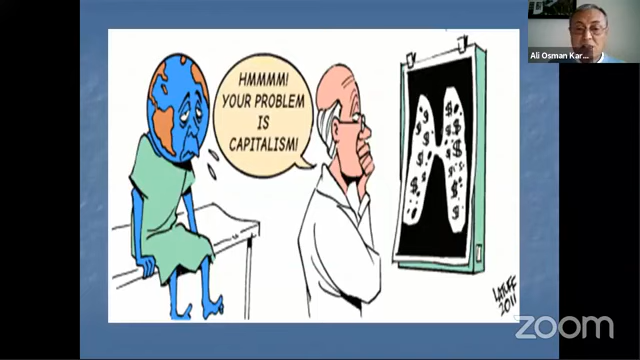 Ali Osman Kar...
HMMMM!
YOUR PROBLEM
IS
CAPITALISM!
$ $
$ $
$ $
$ $
$ $
LATUFF
2011
zoom